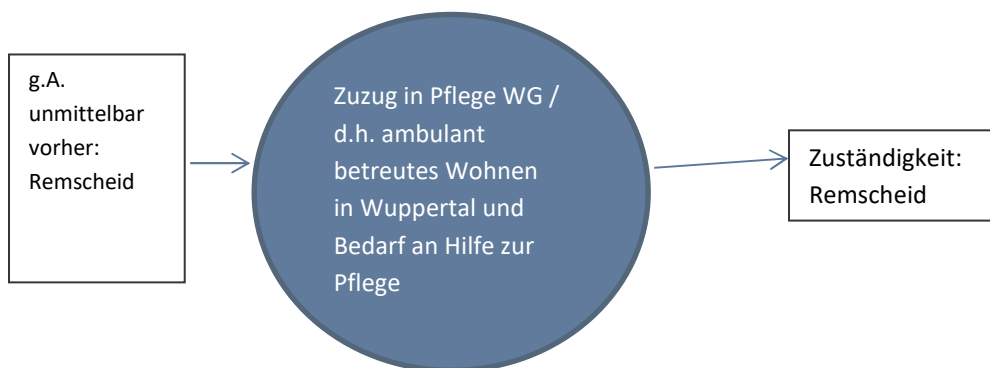 g.A.
unmittelbar
vorher:
Remscheid
Zuzug in Pflege WG /
d.h. ambulant
betreutes Wohnen
in Wuppertal und
Bedarf an Hilfe zur
Pflege
Zuständigkeit:
Remscheid